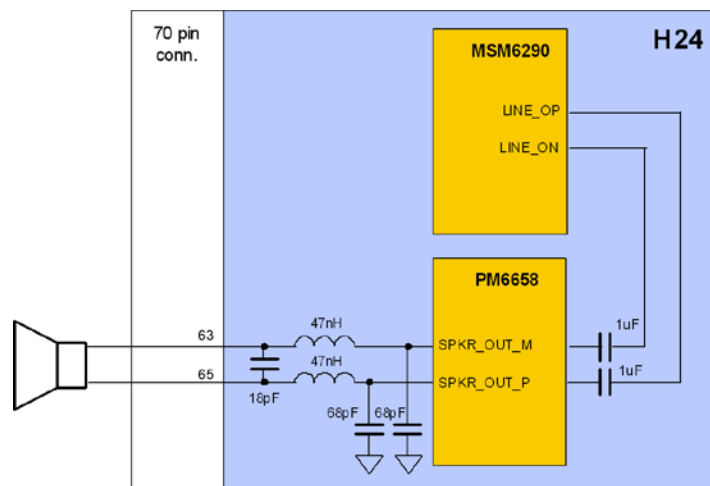 70 pin
conn.
H24
MSM6290
LINE_OP
LINE_ON
PM6658
63
47nH
SPKR_OUT_M
1uF
65
47nH
SPKR_OUT_P
1uF
18pF
68pF
68pF